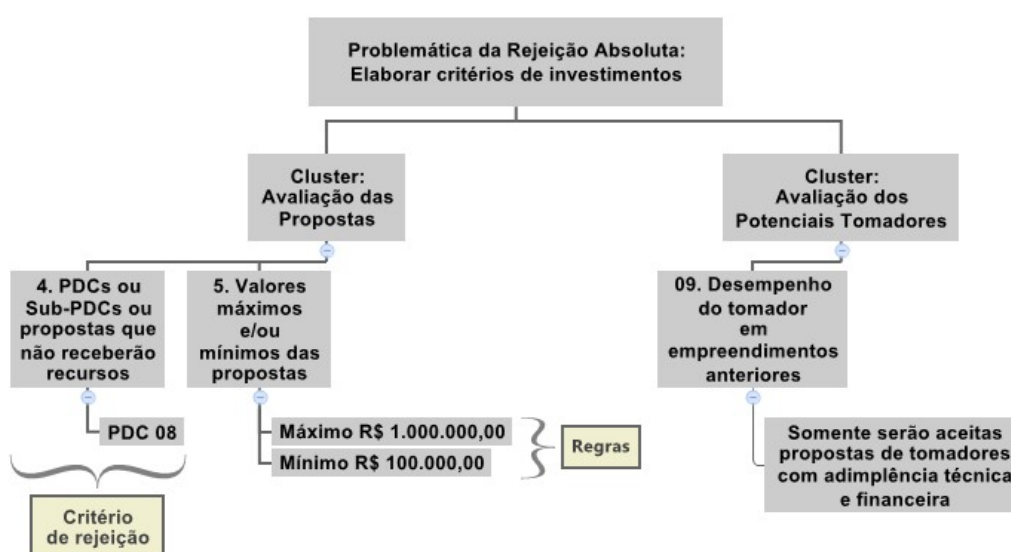 Problemática da Rejeição Absoluta:
Elaborar critérios de investimentos
Cluster:
Avaliação das
Propostas
Cluster:
Avaliação dos
Potenciais Tomadores
4. PDCs ou
Sub-PDCs ou
propostas que
não receberão
recursos
5. Valores
máximos
e/ou
mínimos das
propostas
09. Desempenho
do tomador
em
empreendimentos
anteriores
PDC 08
Máximo R$ 1.000.000,00
Mínimo R$ 100.000,00
Regras
Somente serão aceitas
propostas de tomadores
com adimplência técnica
e financeira
Critério
de rejeição